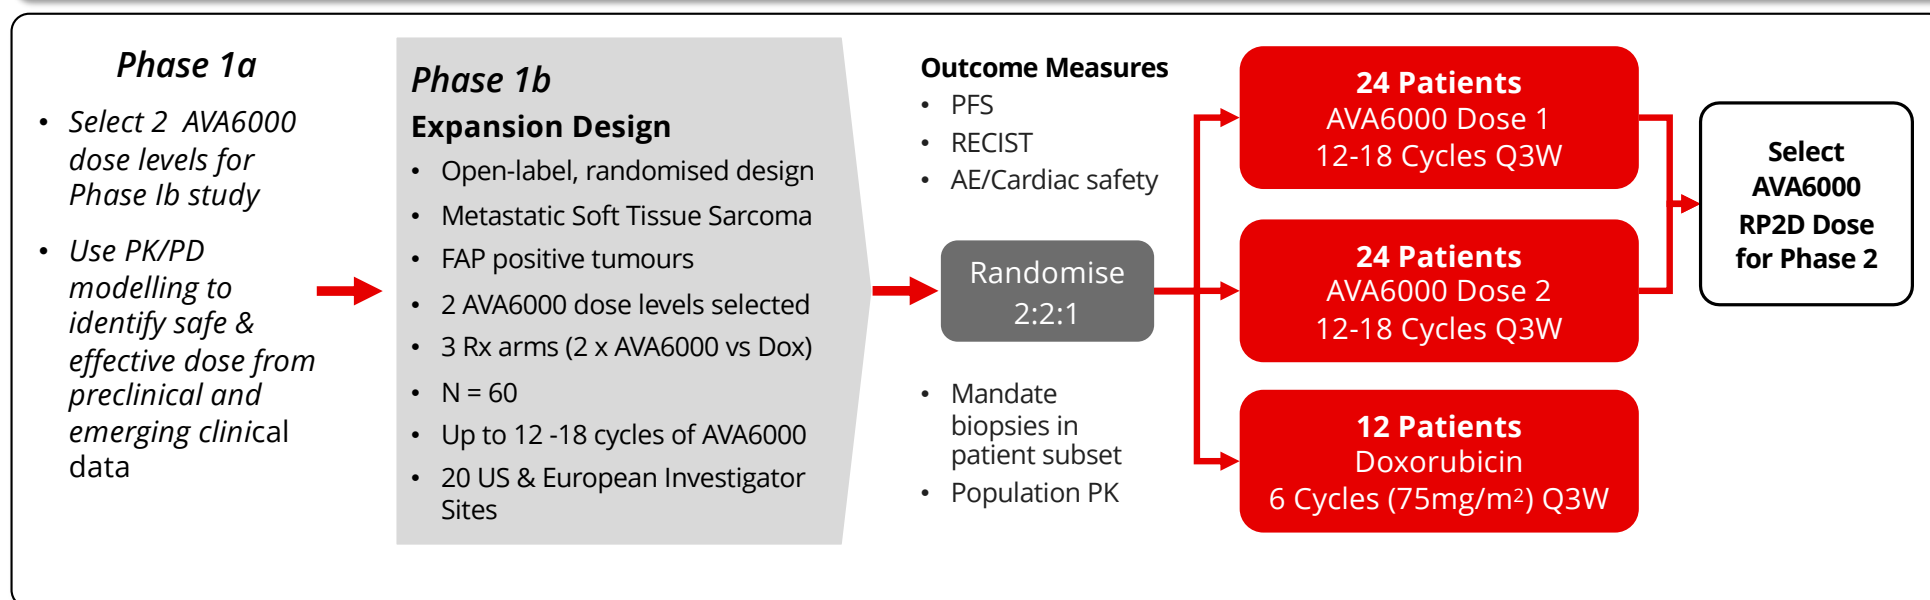 Phase 1a
• Select 2 AVA6000
dose levels for
Phase Ib study
• Use PK/PD
modelling to
identify safe &
effective dose from
preclinical and
emerging clinical
data
Phase 1b
Expansion Design
• Open-label, randomised design
• Metastatic Soft Tissue Sarcoma
• FAP positive tumours
• 2 AVA6000 dose levels selected
• 3 Rx arms (2 x AVA6000 vs Dox)
• N = 60
• Up to 12 -18 cycles of AVA6000
• 20 US & European Investigator
Sites
Outcome Measures
• PFS
• RECIST
• AE/Cardiac safety
Randomise
2:2:1
• Mandate
biopsies in
patient subset
• Population PK
24 Patients
AVA6000 Dose 1
12-18 Cycles Q3W
24 Patients
AVA6000 Dose 2
12-18 Cycles Q3W
12 Patients
Doxorubicin
6 Cycles (75mg/m²) Q3W
Select
AVA6000
RP2D Dose
for Phase 2